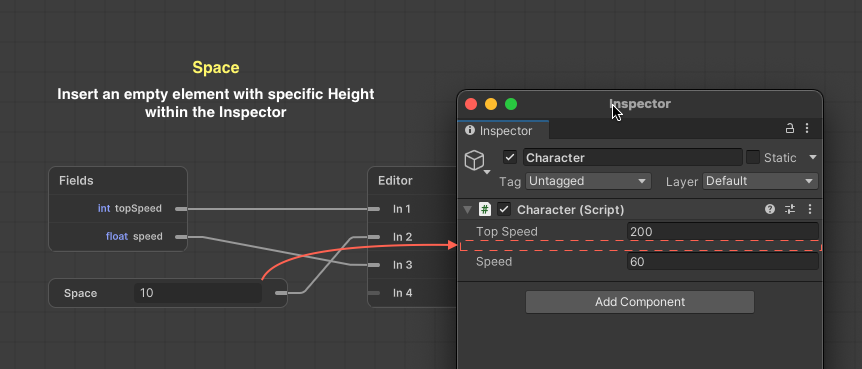 Space
Insert an empty element with specific Height
within the Inspector
Fields
int topSpeed
float speed
Space 10
Editor
In 1
In 2
In 3
In 4
Inspector
Inspector
Character Static
Tag Untagged Layer Default
# Character (Script)
Top Speed 200
Speed 60
Add Component